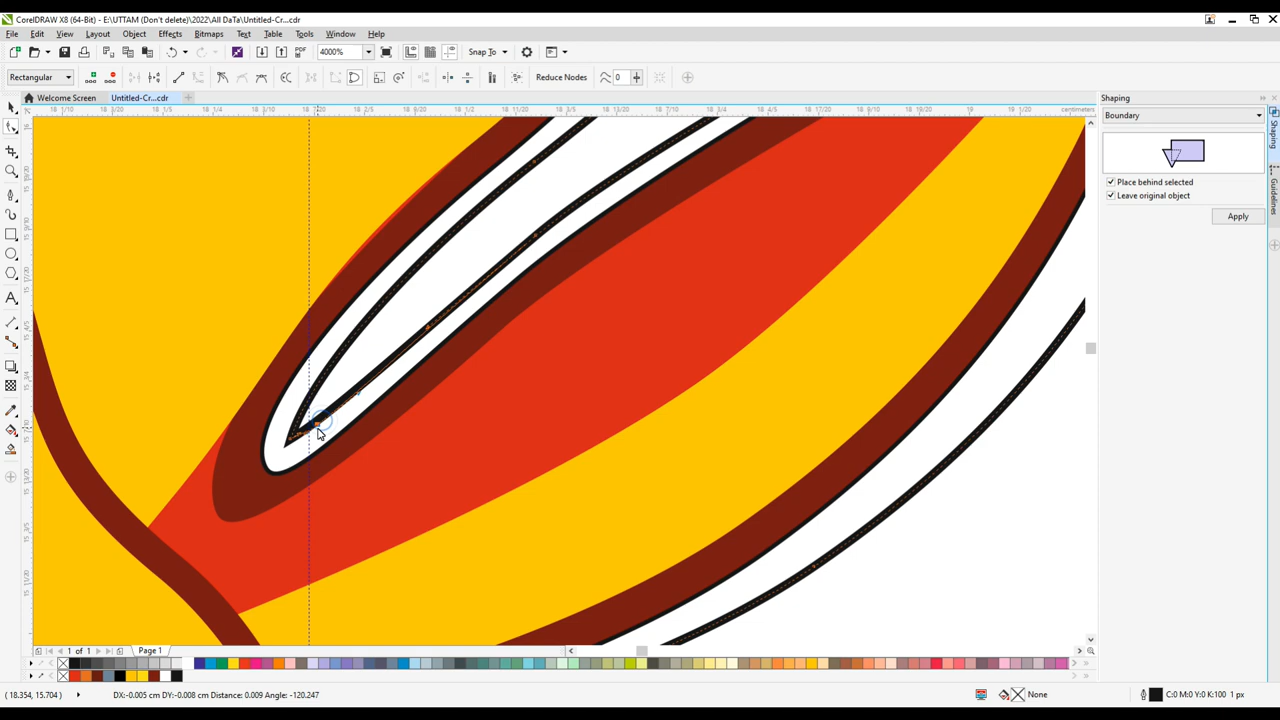 CorelDRAW X8 (64-Bit) - E:\UTTAM (Don't delete)\2022\All DaTa\Untitled-Cr...cdr
File Edit View Layout Object Effects Bitmaps Text Table Tools Window Help
4000% Snap To
Rectangular Reduce Nodes 0
Welcome Screen Untitled-Cr...cdr
centimeters
Shaping
Boundary
Place behind selected
Leave original object
Apply
Shaping
Guidelines
1 of 1 Page 1
( 18.354, 15.704 ) DX:-0.005 cm DY:-0.008 cm Distance: 0.009 Angle: -120.247 None C:0 M:0 Y:0 K:100 1 px